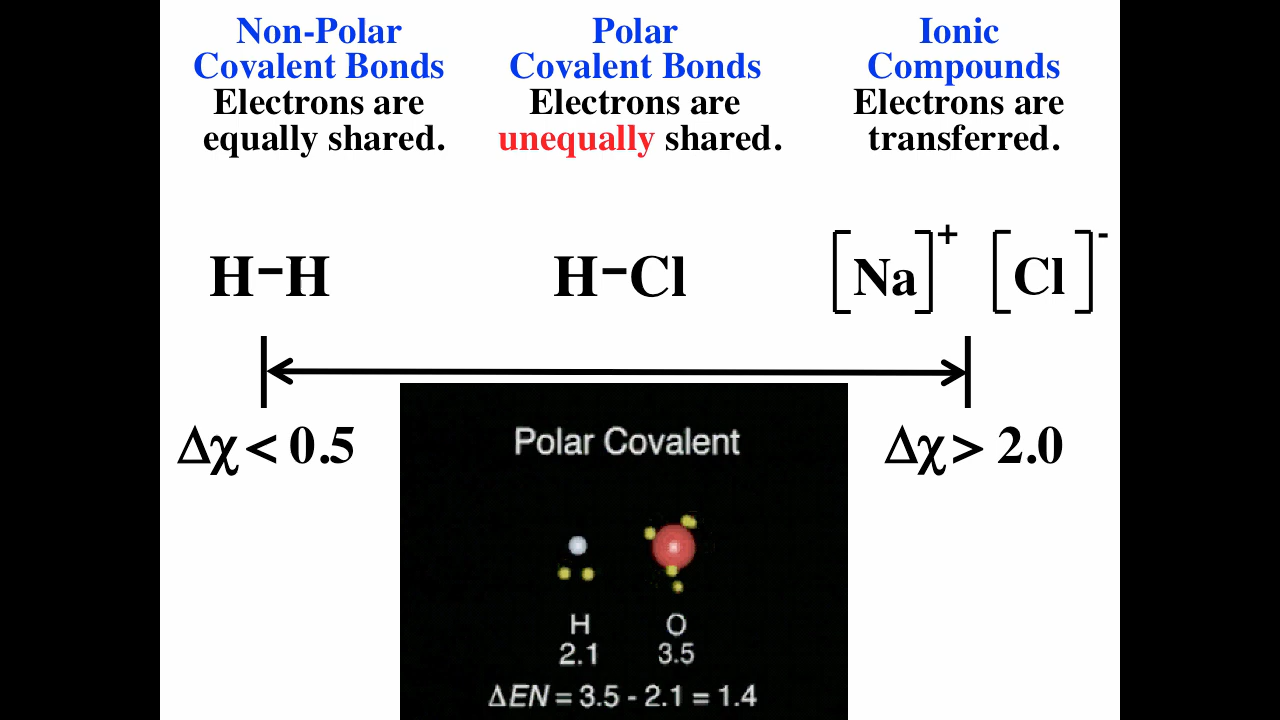 Non-Polar
Covalent Bonds
Electrons are
equally shared.
Polar
Covalent Bonds
Electrons are
unequally shared.
Ionic
Compounds
Electrons are
transferred.
H–H
H–Cl
[Na]⁺ [Cl]⁻
Δχ < 0.5
Δχ > 2.0
Polar Covalent
H O
2.1 3.5
ΔEN = 3.5 - 2.1 = 1.4